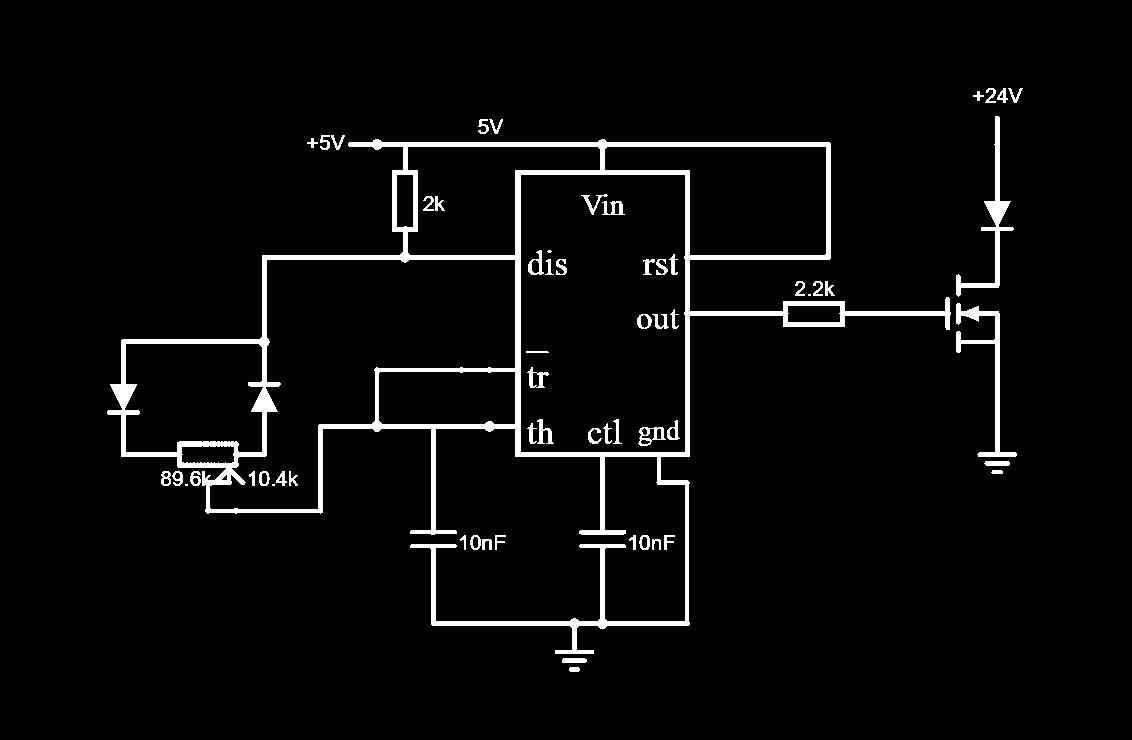 +24V
5V
+5V
2k
Vin
dis
rst
2.2k
out
tr
th
ctl
gnd
89.6k
10.4k
10nF
10nF